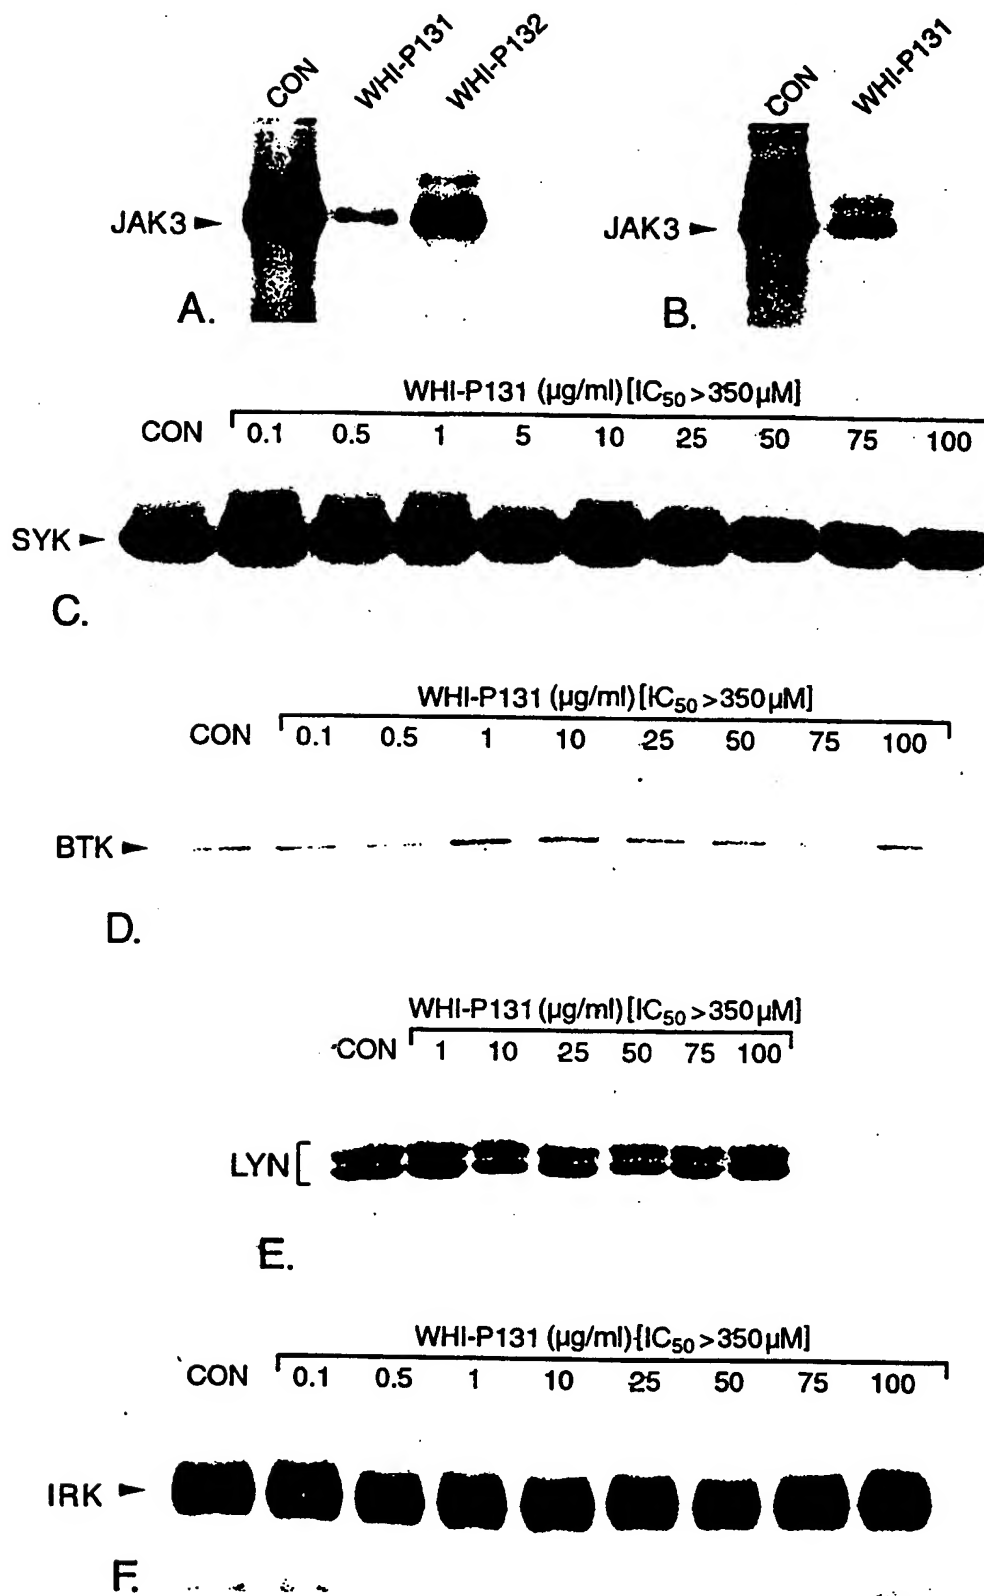 CON WHI-P131 WHI-P132
CON WHI-P131
JAK3
JAK3
A.
B.
WHI-P131 (µg/ml) [IC50 >350µM]
CON 0.1 0.5 1 5 10 25 50 75 100
SYK
C.
WHI-P131 (µg/ml) [IC50 >350µM]
CON 0.1 0.5 1 10 25 50 75 100
BTK
D.
WHI-P131 (µg/ml) [IC50 >350µM]
CON 1 10 25 50 75 100
LYN
E.
WHI-P131 (µg/ml) [IC50 >350µM]
CON 0.1 0.5 1 10 25 50 75 100
IRK
F.